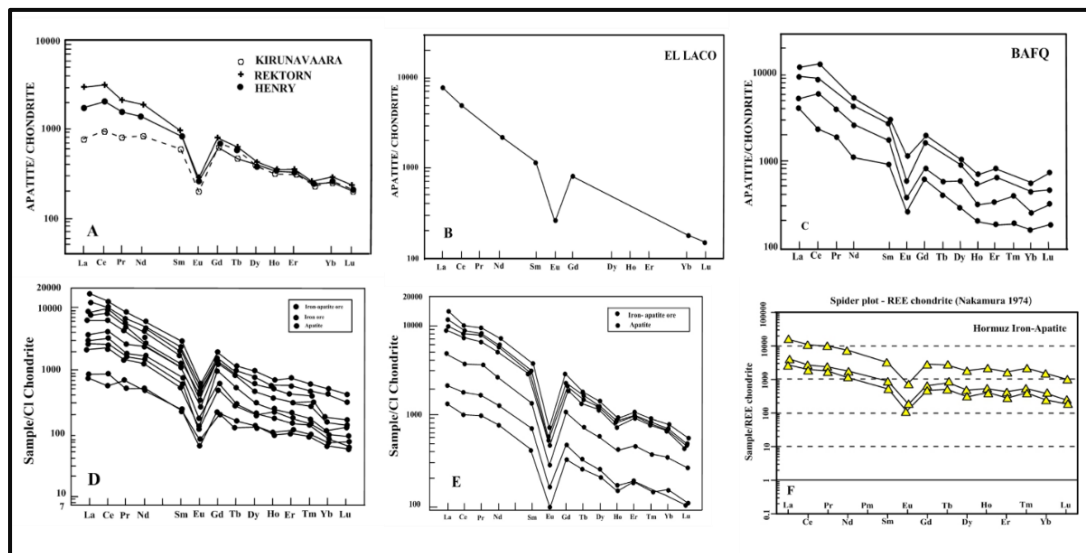 10000
1000
100
APATITE/ CHONDRITE
KIRUNAVAARA
REKTORN
HENRY
A
La Ce Pr Nd Sm Eu Gd Tb Dy Ho Er Yb Lu
EL LACO
10000
1000
100
APATITE/ CHONDRITE
B
La Ce Pr Nd Sm Eu Gd Dy Ho Er Yb Lu
BAFQ
10000
1000
100
APATITE/CHONDRITE
C
La Ce Pr Nd Sm Eu Gd Tb Dy Ho Er Tm Yb Lu
20000
10000
1000
100
10
7
Sample/CI Chondrite
Iron-apatite ore
Iron ore
Apatite
D
La Ce Pr Nd Sm Eu Gd Tb Dy Ho Er Tm Yb Lu
20000
10000
1000
100
Sample/CI Chondrite
Iron- apatite ore
Apatite
E
La Ce Pr Nd Sm Eu Gd Tb Dy Ho Er Tm Yb Lu
Spider plot - REE chondrite (Nakamura 1974)
Hormuz Iron-Apatite
Sample/REE chondrite
100000
10000
1000
100
10
1
0,1
F
La Pr Pm Eu Tb Ho Tm Lu
Ce Nd Sm Gd Dy Er Yb